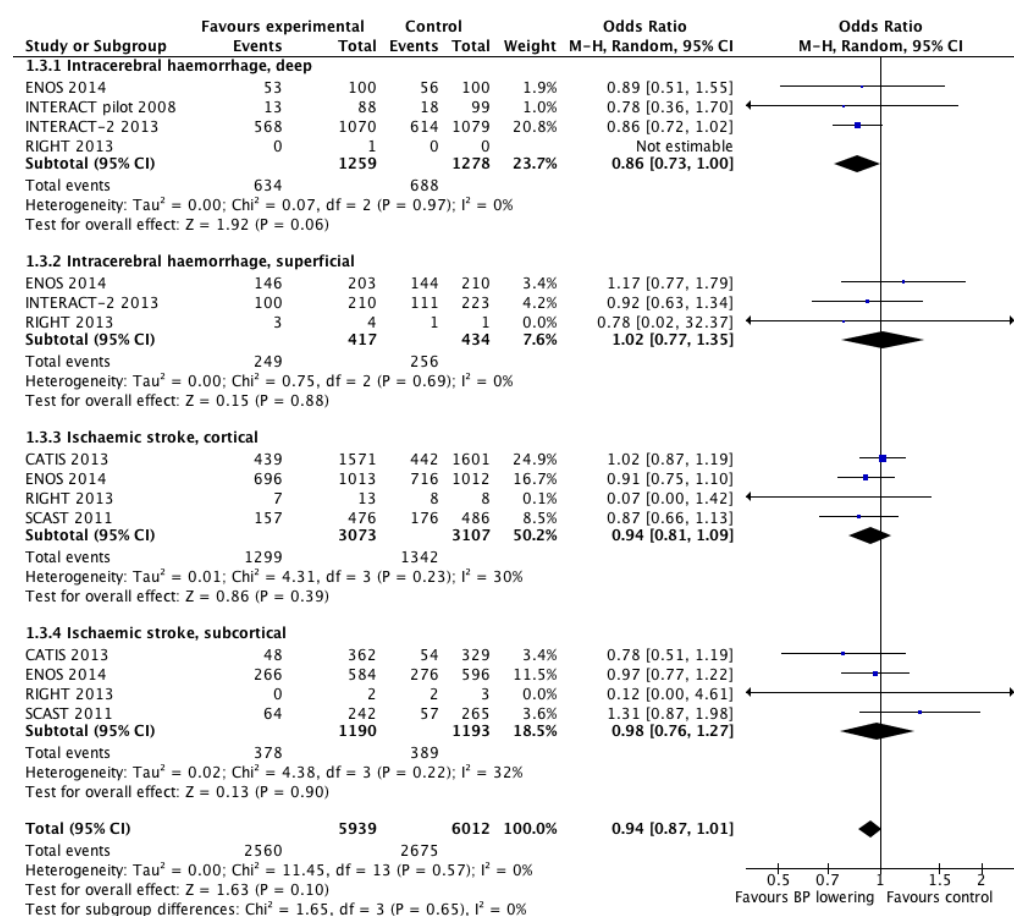 Favours experimental Control Odds Ratio Odds Ratio
Study or Subgroup Events Total Events Total Weight M-H, Random, 95% CI M-H, Random, 95% CI
1.3.1 Intracerebral haemorrhage, deep
ENOS 2014 53 100 56 100 1.9% 0.89 [0.51, 1.55]
INTERACT pilot 2008 13 88 18 99 1.0% 0.78 [0.36, 1.70]
INTERACT-2 2013 568 1070 614 1079 20.8% 0.86 [0.72, 1.02]
RIGHT 2013 0 1 0 0 Not estimable
Subtotal (95% CI) 1259 1278 23.7% 0.86 [0.73, 1.00]
Total events 634 688
Heterogeneity: Tau² = 0.00; Chi² = 0.07, df = 2 (P = 0.97); I² = 0%
Test for overall effect: Z = 1.92 (P = 0.06)
1.3.2 Intracerebral haemorrhage, superficial
ENOS 2014 146 203 144 210 3.4% 1.17 [0.77, 1.79]
INTERACT-2 2013 100 210 111 223 4.2% 0.92 [0.63, 1.34]
RIGHT 2013 3 4 1 1 0.0% 0.78 [0.02, 32.37]
Subtotal (95% CI) 417 434 7.6% 1.02 [0.77, 1.35]
Total events 249 256
Heterogeneity: Tau² = 0.00; Chi² = 0.75, df = 2 (P = 0.69); I² = 0%
Test for overall effect: Z = 0.15 (P = 0.88)
1.3.3 Ischaemic stroke, cortical
CATIS 2013 439 1571 442 1601 24.9% 1.02 [0.87, 1.19]
ENOS 2014 696 1013 716 1012 16.7% 0.91 [0.75, 1.10]
RIGHT 2013 7 13 8 8 0.1% 0.07 [0.00, 1.42]
SCAST 2011 157 476 176 486 8.5% 0.87 [0.66, 1.13]
Subtotal (95% CI) 3073 3107 50.2% 0.94 [0.81, 1.09]
Total events 1299 1342
Heterogeneity: Tau² = 0.01; Chi² = 4.31, df = 3 (P = 0.23); I² = 30%
Test for overall effect: Z = 0.86 (P = 0.39)
1.3.4 Ischaemic stroke, subcortical
CATIS 2013 48 362 54 329 3.4% 0.78 [0.51, 1.19]
ENOS 2014 266 584 276 596 11.5% 0.97 [0.77, 1.22]
RIGHT 2013 0 2 2 3 0.0% 0.12 [0.00, 4.61]
SCAST 2011 64 242 57 265 3.6% 1.31 [0.87, 1.98]
Subtotal (95% CI) 1190 1193 18.5% 0.98 [0.76, 1.27]
Total events 378 389
Heterogeneity: Tau² = 0.02; Chi² = 4.38, df = 3 (P = 0.22); I² = 32%
Test for overall effect: Z = 0.13 (P = 0.90)
Total (95% CI) 5939 6012 100.0% 0.94 [0.87, 1.01]
Total events 2560 2675
Heterogeneity: Tau² = 0.00; Chi² = 11.45, df = 13 (P = 0.57); I² = 0%
Test for overall effect: Z = 1.63 (P = 0.10)
Test for subgroup differences: Chi² = 1.65, df = 3 (P = 0.65), I² = 0%
0.5 0.7 1 1.5 2
Favours BP lowering Favours control